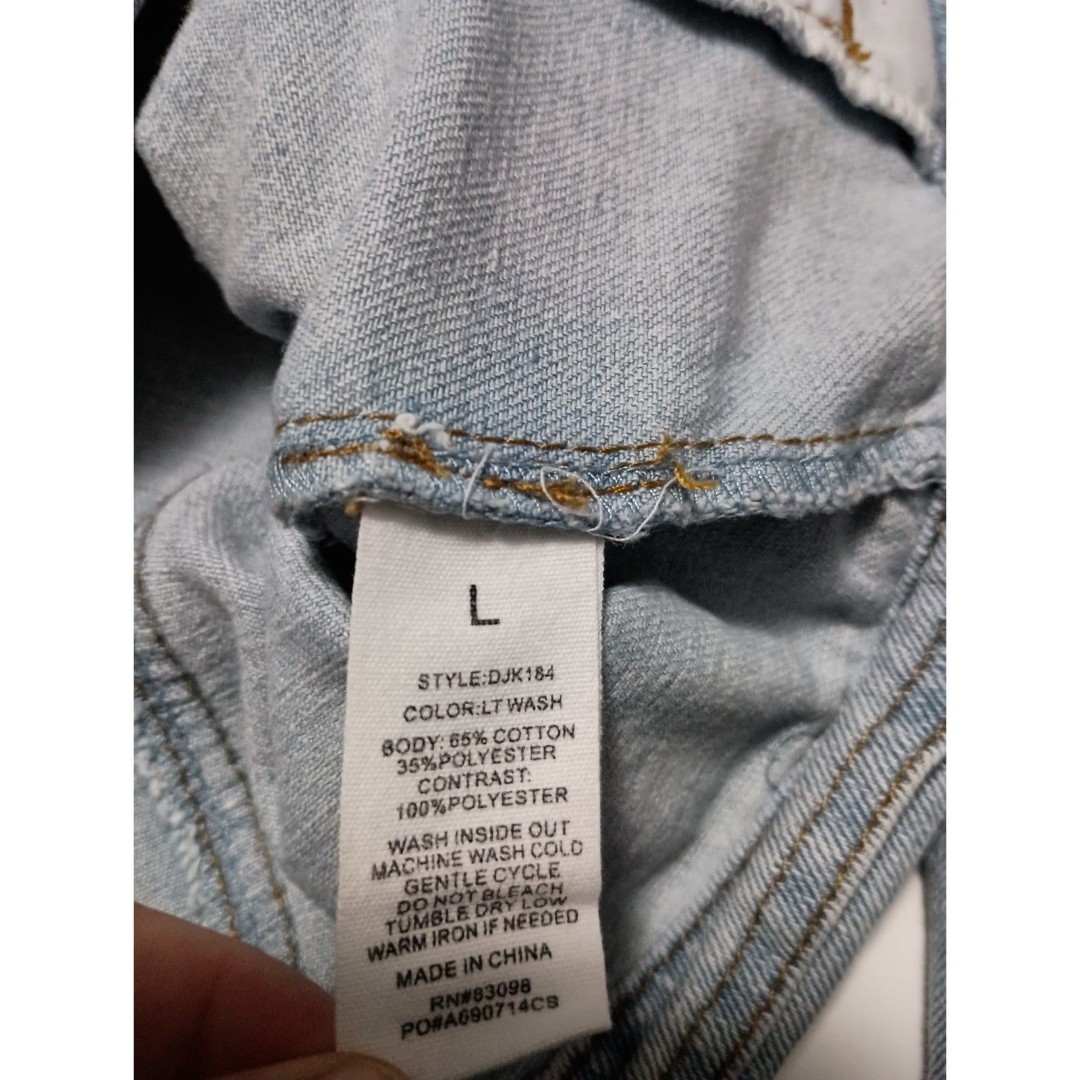 L
STYLE:DJK184
COLOR:LT WASH
BODY: 65% COTTON
35%POLYESTER
CONTRAST:
100%POLYESTER
WASH INSIDE OUT
MACHINE WASH COLD
GENTLE CYCLE
DO NOT BLEACH
TUMBLE DRY LOW
WARM IRON IF NEEDED
MADE IN CHINA
RN#83098
PO#A690714CS